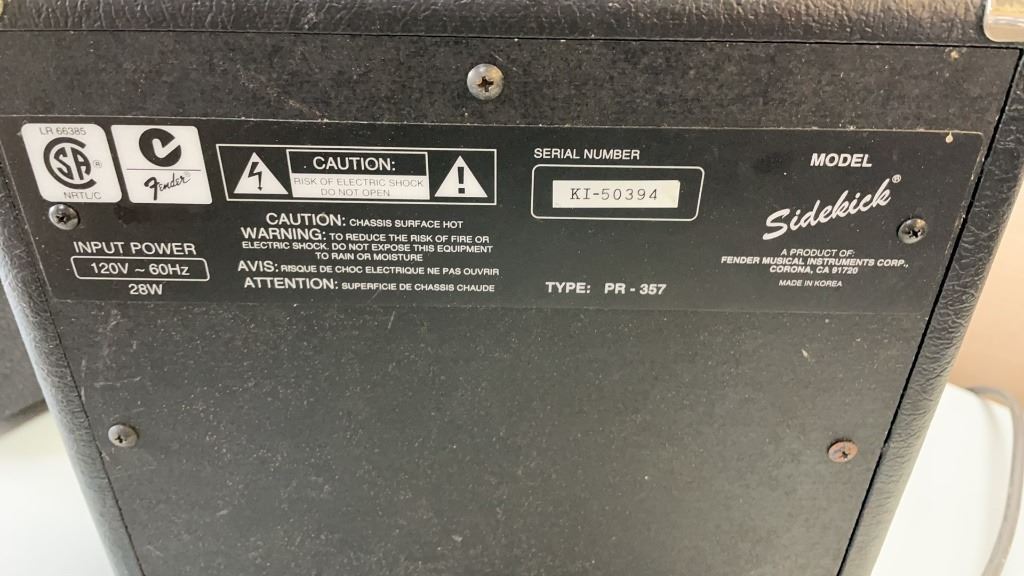 LR 66385
SA ®
NRTL/C
Fender®
CAUTION:
RISK OF ELECTRIC SHOCK
DO NOT OPEN
!
CAUTION: CHASSIS SURFACE HOT
WARNING: TO REDUCE THE RISK OF FIRE OR
ELECTRIC SHOCK. DO NOT EXPOSE THIS EQUIPMENT
TO RAIN OR MOISTURE
AVIS: RISQUE DE CHOC ELECTRIQUE NE PAS OUVRIR
ATTENTION: SUPERFICIE DE CHASSIS CHAUDE
INPUT POWER
120V ~ 60Hz
28W
SERIAL NUMBER
KI-50394
TYPE: PR - 357
MODEL
Sidekick®
A PRODUCT OF:
FENDER MUSICAL INSTRUMENTS CORP.,
CORONA, CA 91720
MADE IN KOREA